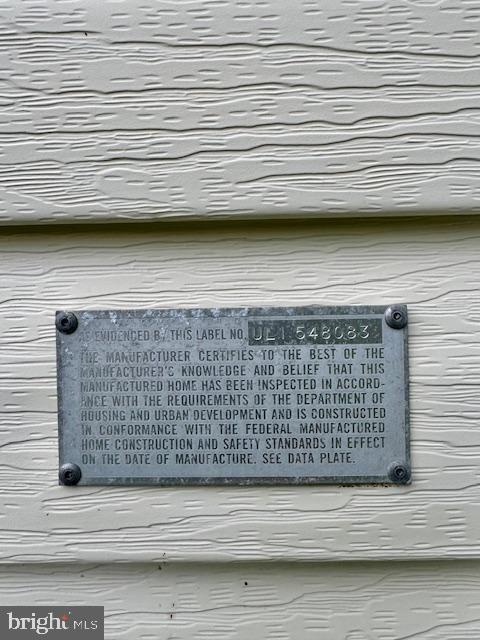 AS EVIDENCED BY THIS LABEL NO. ULI 548083
THE MANUFACTURER CERTIFIES TO THE BEST OF THE
MANUFACTURER'S KNOWLEDGE AND BELIEF THAT THIS
MANUFACTURED HOME HAS BEEN INSPECTED IN ACCORD-
ANCE WITH THE REQUIREMENTS OF THE DEPARTMENT OF
HOUSING AND URBAN DEVELOPMENT AND IS CONSTRUCTED
IN CONFORMANCE WITH THE FEDERAL MANUFACTURED
HOME CONSTRUCTION AND SAFETY STANDARDS IN EFFECT
ON THE DATE OF MANUFACTURE. SEE DATA PLATE.
bright MLS